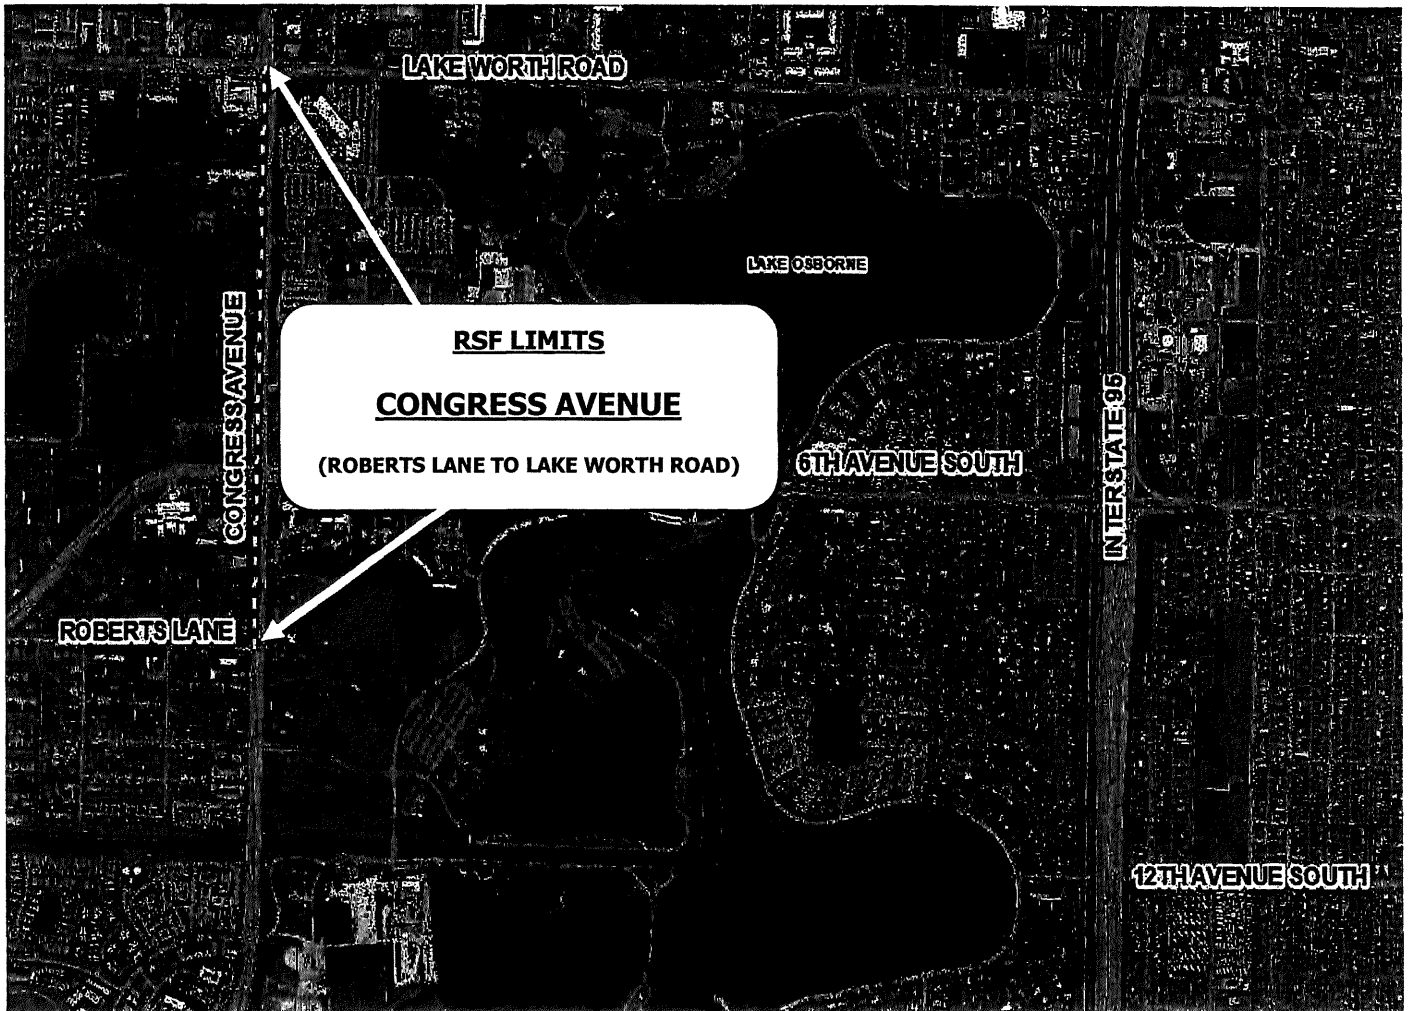 LAKE WORTH ROAD
LAKE OSBORNE
CONGRESS AVENUE
RSF LIMITS
CONGRESS AVENUE
(ROBERTS LANE TO LAKE WORTH ROAD)
6TH AVENUE SOUTH
INTERSTATE 95
ROBERTS LANE
12TH AVENUE SOUTH